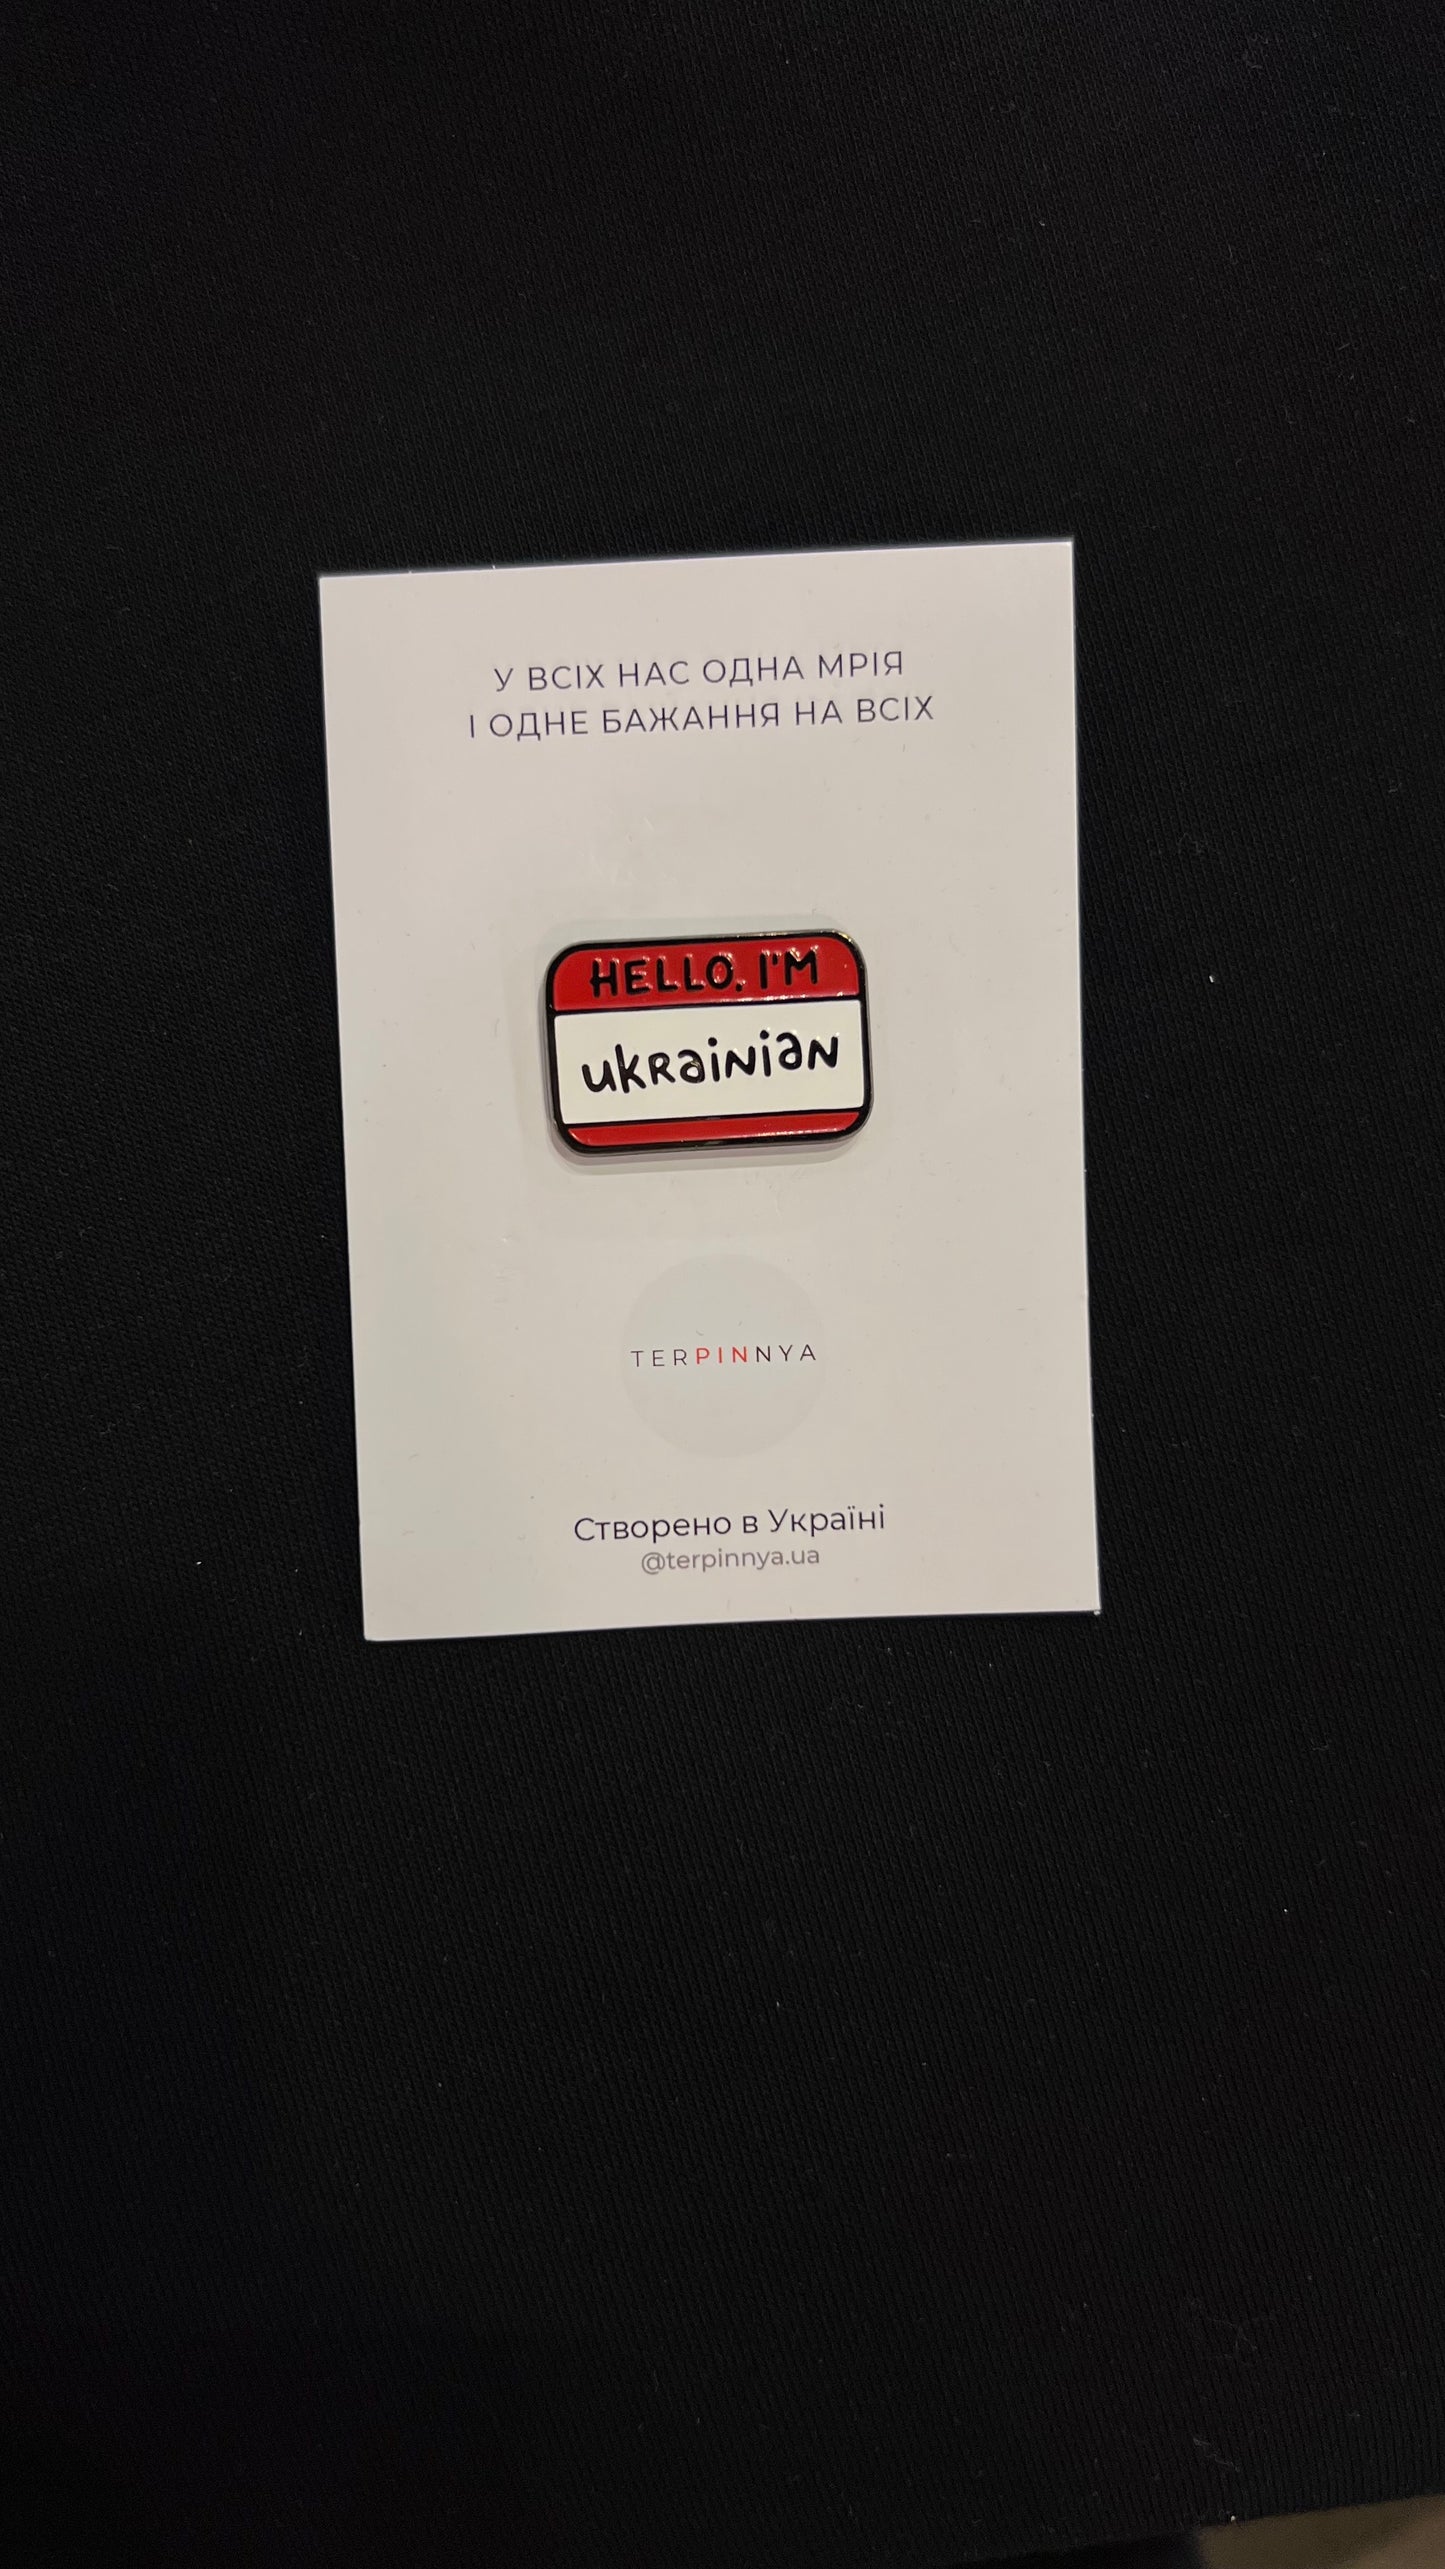 У ВСІХ НАС ОДНА МРІЯ
І ОДНЕ БАЖАННЯ НА ВСІХ
HELLO, I'M
ukRaiNiaN
TERPINNYA
Створено в Україні
@terpinnya.ua